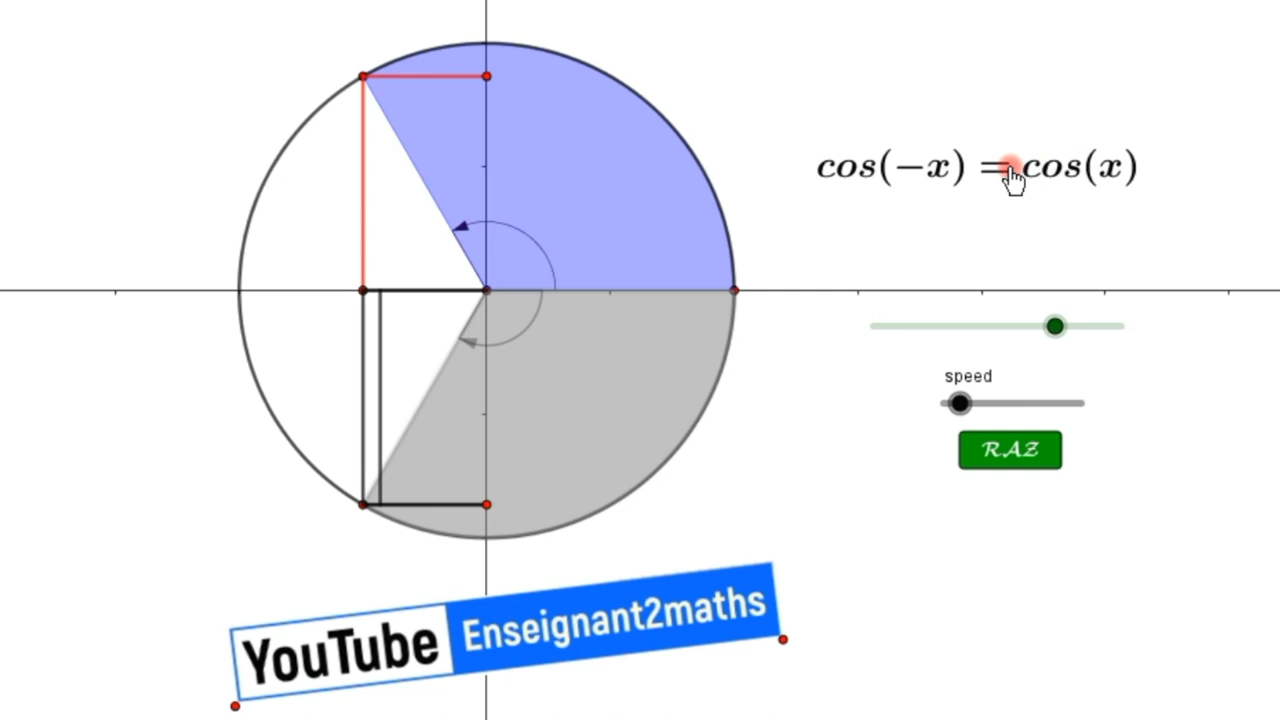 cos(−x) = cos(x)
speed
RAZ
YouTube Enseignant2maths